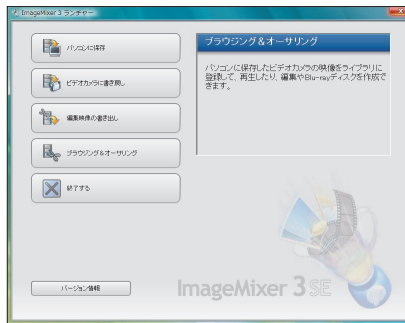 ImageMixer 3 ランチャー
パソコンに保存
ビデオカメラに書き戻し
編集映像の書き出し
ブラウジング&オーサリング
終了する
バージョン情報
ブラウジング&オーサリング
パソコンに保存したビデオカメラの映像をライブラリに
登録して、再生したり、編集やBlu-rayディスクを作成で
きます。
ImageMixer 3 SE